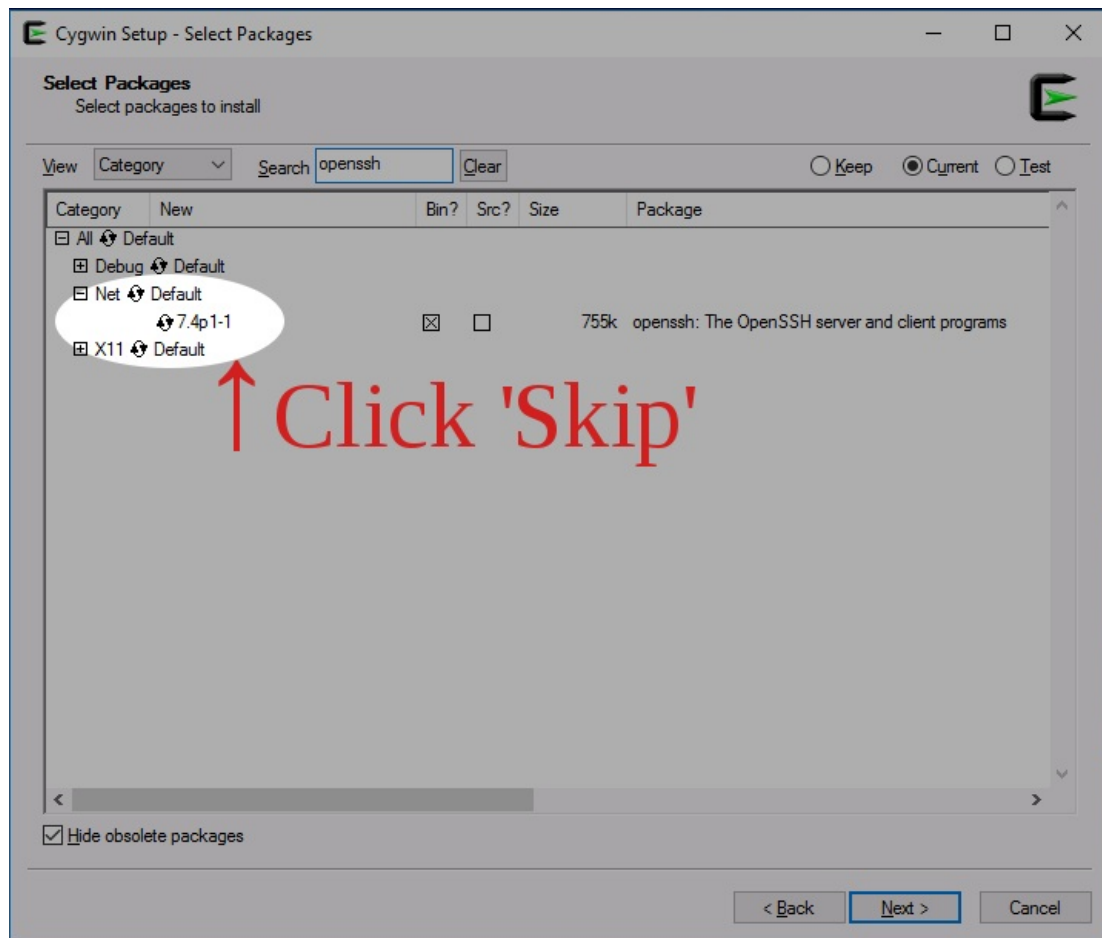 Cygwin Setup - Select Packages
Select Packages
Select packages to install
View Category Search openssh Clear Keep Current Test
Category New Bin? Src? Size Package
All Default
Debug Default
Net Default
7.4p1-1 755k openssh: The OpenSSH server and client programs
X11 Default
↑ Click 'Skip'
Hide obsolete packages
< Back Next > Cancel